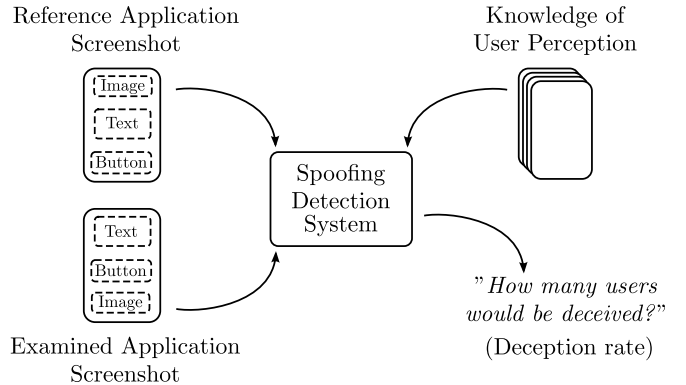 Reference Application
Screenshot
Image
Text
Button
Knowledge of
User Perception
Spoofing
Detection
System
Text
Button
Image
Examined Application
Screenshot
"How many users
would be deceived?"
(Deception rate)